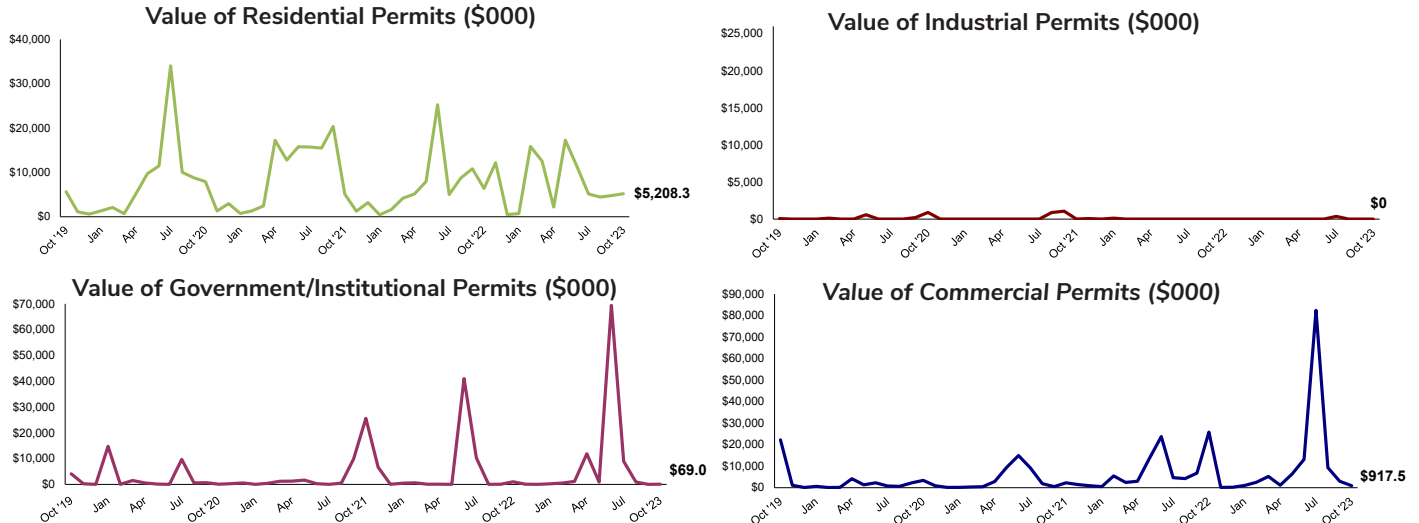 Value of Residential Permits ($000)
$40,000
$30,000
$20,000
$10,000
$0
$5,208.3
Oct '19
Jan
Apr
Jul
Oct '20
Jan
Apr
Jul
Oct '21
Jan
Apr
Jul
Oct '22
Jan
Apr
Jul
Oct '23
Value of Industrial Permits ($000)
$25,000
$20,000
$15,000
$10,000
$5,000
$0
$0
Oct '19
Jan
Apr
Jul
Oct '20
Jan
Apr
Jul
Oct '21
Jan
Apr
Jul
Oct '22
Jan
Apr
Jul
Oct '23
Value of Government/Institutional Permits ($000)
$70,000
$60,000
$50,000
$40,000
$30,000
$20,000
$10,000
$0
$69.0
Oct '19
Jan
Apr
Jul
Oct '20
Jan
Apr
Jul
Oct '21
Jan
Apr
Jul
Oct '22
Jan
Apr
Jul
Oct '23
Value of Commercial Permits ($000)
$90,000
$80,000
$70,000
$60,000
$50,000
$40,000
$30,000
$20,000
$10,000
$0
$917.5
Oct '19
Jan
Apr
Jul
Oct '20
Jan
Apr
Jul
Oct '21
Jan
Apr
Jul
Oct '22
Jan
Apr
Jul
Oct '23